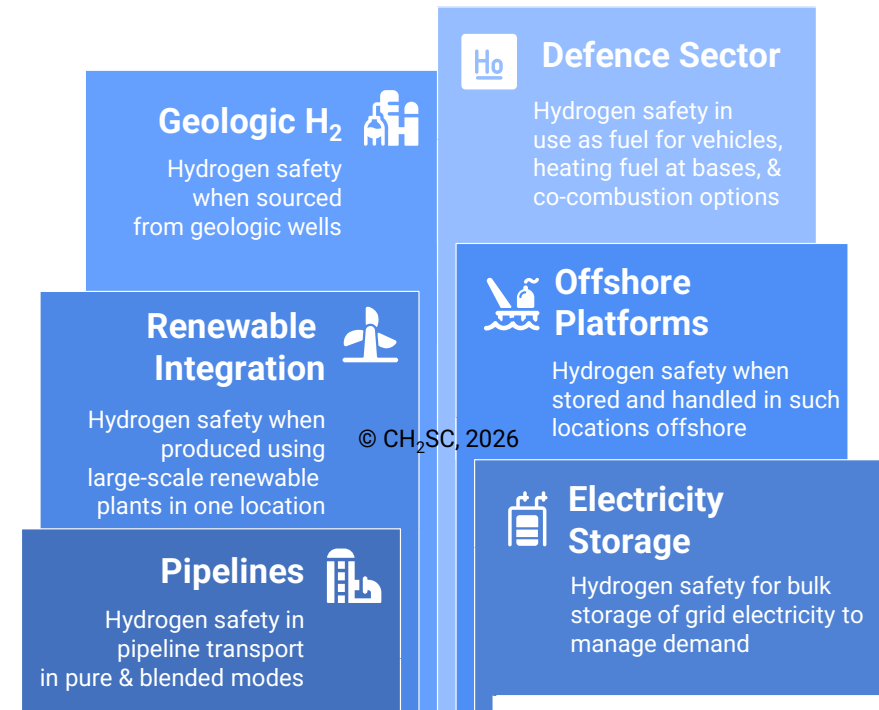 Geologic H₂
Hydrogen safety
when sourced
from geologic wells
Ho
Defence Sector
Hydrogen safety in
use as fuel for vehicles,
heating fuel at bases, &
co-combustion options
Renewable
Integration
Hydrogen safety when
produced using
large-scale renewable
plants in one location
Offshore
Platforms
Hydrogen safety when
stored and handled in such
locations offshore
© CH₂SC, 2026
Pipelines
Hydrogen safety in
pipeline transport
in pure & blended modes
Electricity
Storage
Hydrogen safety for bulk
storage of grid electricity to
manage demand